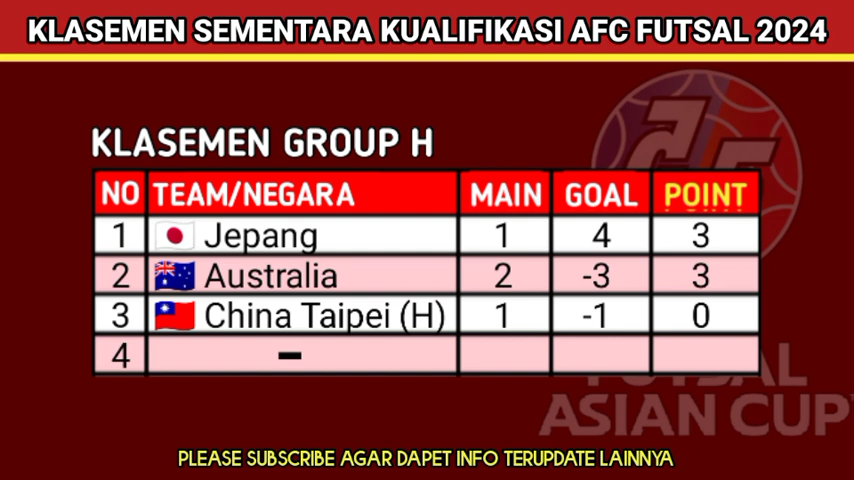 KLASEMEN SEMENTARA KUALIFIKASI AFC FUTSAL 2024
KLASEMEN GROUP H
NO TEAM/NEGARA MAIN GOAL POINT
1 Jepang 1 4 3
2 Australia 2 -3 3
3 China Taipei (H) 1 -1 0
4 -
FUTSAL
ASIAN CUP
PLEASE SUBSCRIBE AGAR DAPET INFO TERUPDATE LAINNYA